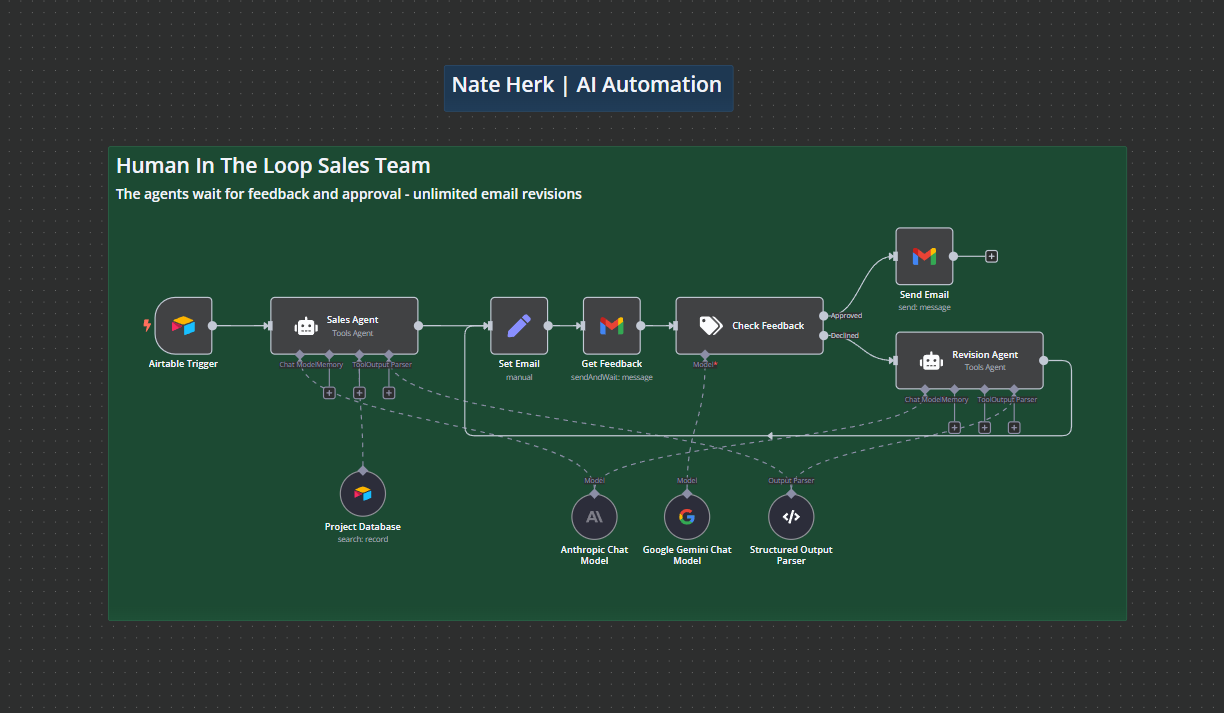 Nate Herk | AI Automation
Human In The Loop Sales Team
The agents wait for feedback and approval - unlimited email revisions
Send Email
send: message
Airtable Trigger
Sales Agent
Tools Agent
Chat Model
Memory
Tool
Output Parser
Set Email
manual
Get Feedback
sendAndWait: message
Check Feedback
Model*
Approved
Declined
Revision Agent
Tools Agent
Chat Model
Memory
Tool
Output Parser
Project Database
search: record
Model
Anthropic Chat
Model
Model
Google Gemini Chat
Model
Output Parser
Structured Output
Parser